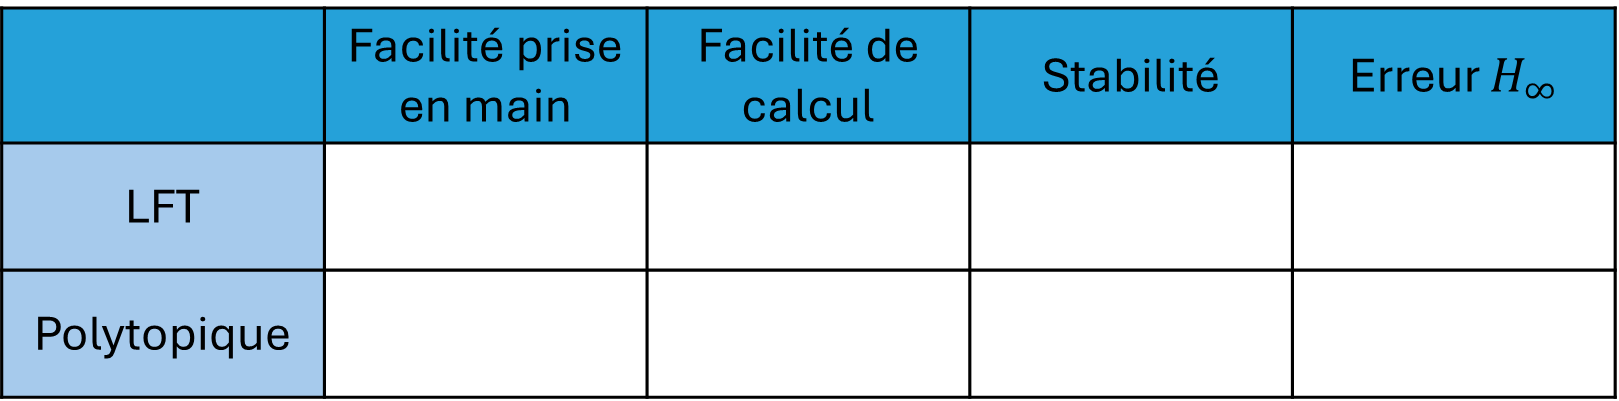 Facilité prise
en main
Facilité de
calcul
Stabilité
Erreur H∞
LFT
Polytopique